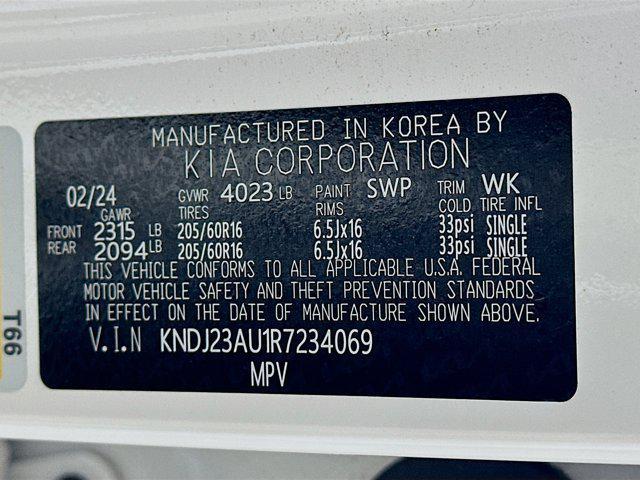 MANUFACTURED IN KOREA BY
KIA CORPORATION
02/24 GVWR 4023 LB PAINT SWP TRIM WK
GAWR TIRES RIMS COLD TIRE INFL
FRONT 2315 LB 205/60R16 6.5Jx16 33psi SINGLE
REAR 2094 LB 205/60R16 6.5Jx16 33psi SINGLE
THIS VEHICLE CONFORMS TO ALL APPLICABLE U.S.A. FEDERAL
MOTOR VEHICLE SAFETY AND THEFT PREVENTION STANDARDS
IN EFFECT ON THE DATE OF MANUFACTURE SHOWN ABOVE.
V.I.N KNDJ23AU1R7234069
MPV
T66